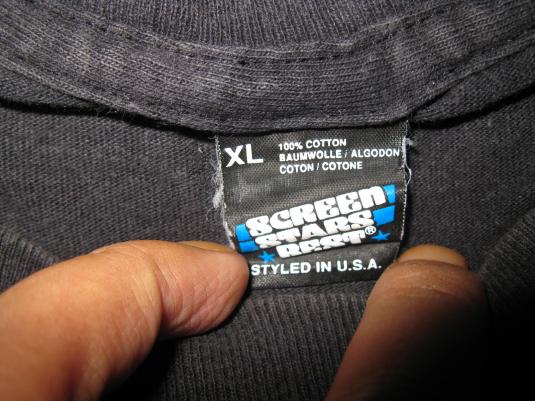 XL
100% COTTON
BAUMWOLLE / ALGODON
COTON / COTONE
SCREEN
STARS
BEST®
STYLED IN U.S.A.